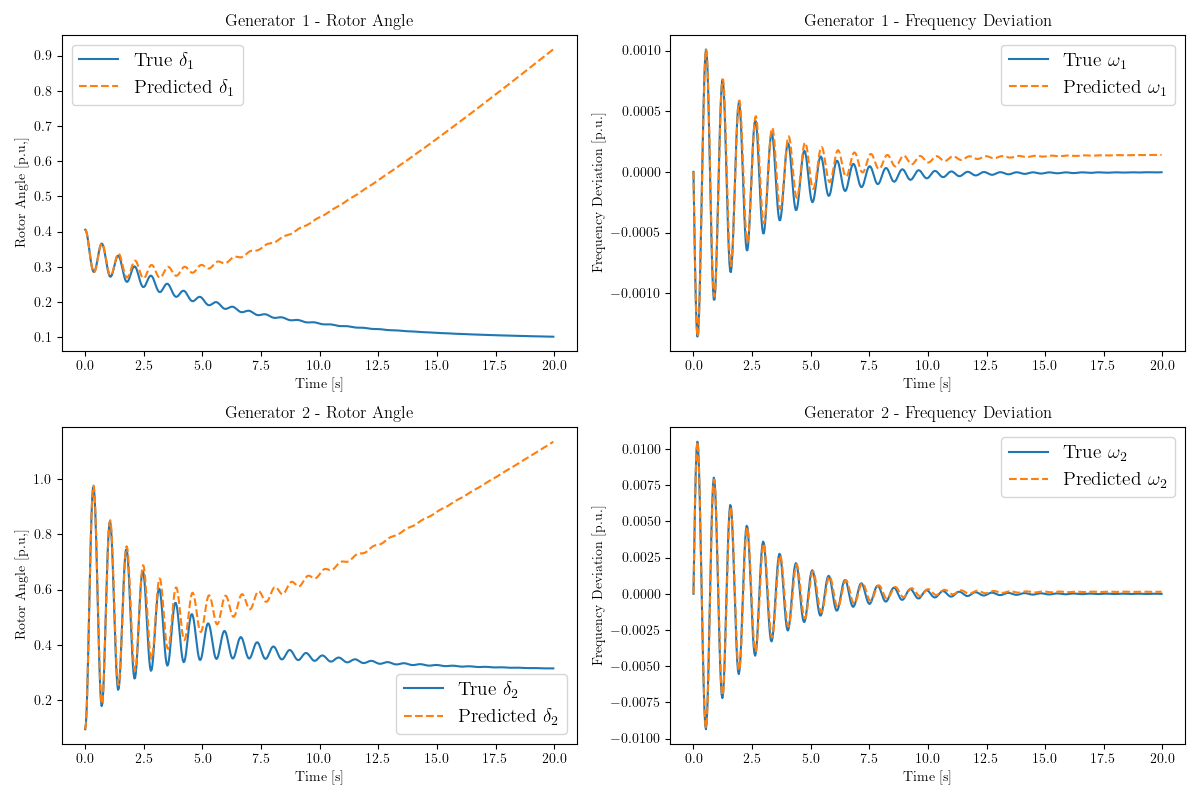 Generator 1 - Rotor Angle
Rotor Angle [p.u.]
0.9
0.8
0.7
0.6
0.5
0.4
0.3
0.2
0.1
True δ₁
Predicted δ₁
0.0 2.5 5.0 7.5 10.0 12.5 15.0 17.5 20.0
Time [s]
Generator 1 - Frequency Deviation
Frequency Deviation [p.u.]
0.0010
0.0005
0.0000
−0.0005
−0.0010
True ω₁
Predicted ω₁
0.0 2.5 5.0 7.5 10.0 12.5 15.0 17.5 20.0
Time [s]
Generator 2 - Rotor Angle
Rotor Angle [p.u.]
1.0
0.8
0.6
0.4
0.2
True δ₂
Predicted δ₂
0.0 2.5 5.0 7.5 10.0 12.5 15.0 17.5 20.0
Time [s]
Generator 2 - Frequency Deviation
Frequency Deviation [p.u.]
0.0100
0.0075
0.0050
0.0025
0.0000
−0.0025
−0.0050
−0.0075
−0.0100
True ω₂
Predicted ω₂
0.0 2.5 5.0 7.5 10.0 12.5 15.0 17.5 20.0
Time [s]